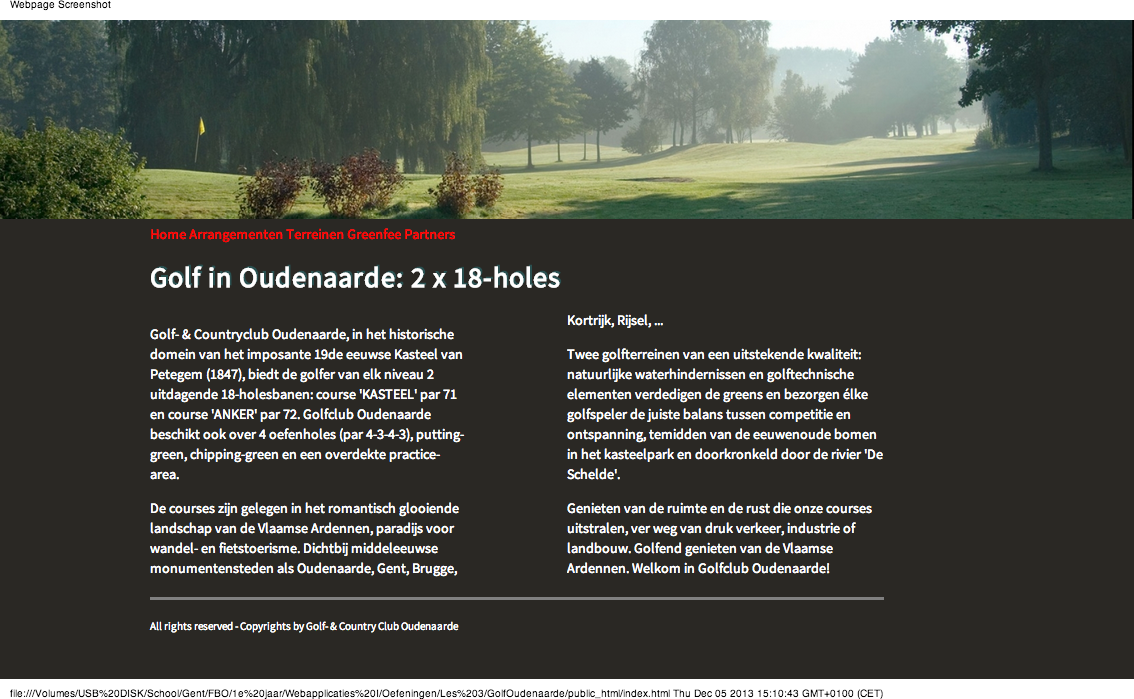 Webpage Screenshot
Home Arrangementen Terreinen Greenfee Partners
Golf in Oudenaarde: 2 x 18-holes
Golf- & Countryclub Oudenaarde, in het historische
domein van het imposante 19de eeuwse Kasteel van
Petegem (1847), biedt de golfer van elk niveau 2
uitdagende 18-holesbanen: course 'KASTEEL' par 71
en course 'ANKER' par 72. Golfclub Oudenaarde
beschikt ook over 4 oefenholes (par 4-3-4-3), putting-
green, chipping-green en een overdekte practice-
area.
De courses zijn gelegen in het romantisch glooiende
landschap van de Vlaamse Ardennen, paradijs voor
wandel- en fietstoerisme. Dichtbij middeleeuwse
monumentensteden als Oudenaarde, Gent, Brugge,
Kortrijk, Rijsel, ...
Twee golfterreinen van een uitstekende kwaliteit:
natuurlijke waterhindernissen en golftechnische
elementen verdedigen de greens en bezorgen élke
golfspeler de juiste balans tussen competitie en
ontspanning, temidden van de eeuwenoude bomen
in het kasteelpark en doorkronkeld door de rivier 'De
Schelde'.
Genieten van de ruimte en de rust die onze courses
uitstralen, ver weg van druk verkeer, industrie of
landbouw. Golfend genieten van de Vlaamse
Ardennen. Welkom in Golfclub Oudenaarde!
All rights reserved - Copyrights by Golf- & Country Club Oudenaarde
file:///Volumes/USB%20DISK/School/Gent/FBO/1e%20jaar/Webapplicaties%20I/Oefeningen/Les%203/GolfOudenaarde/public_html/index.html Thu Dec 05 2013 15:10:43 GMT+0100 (CET)